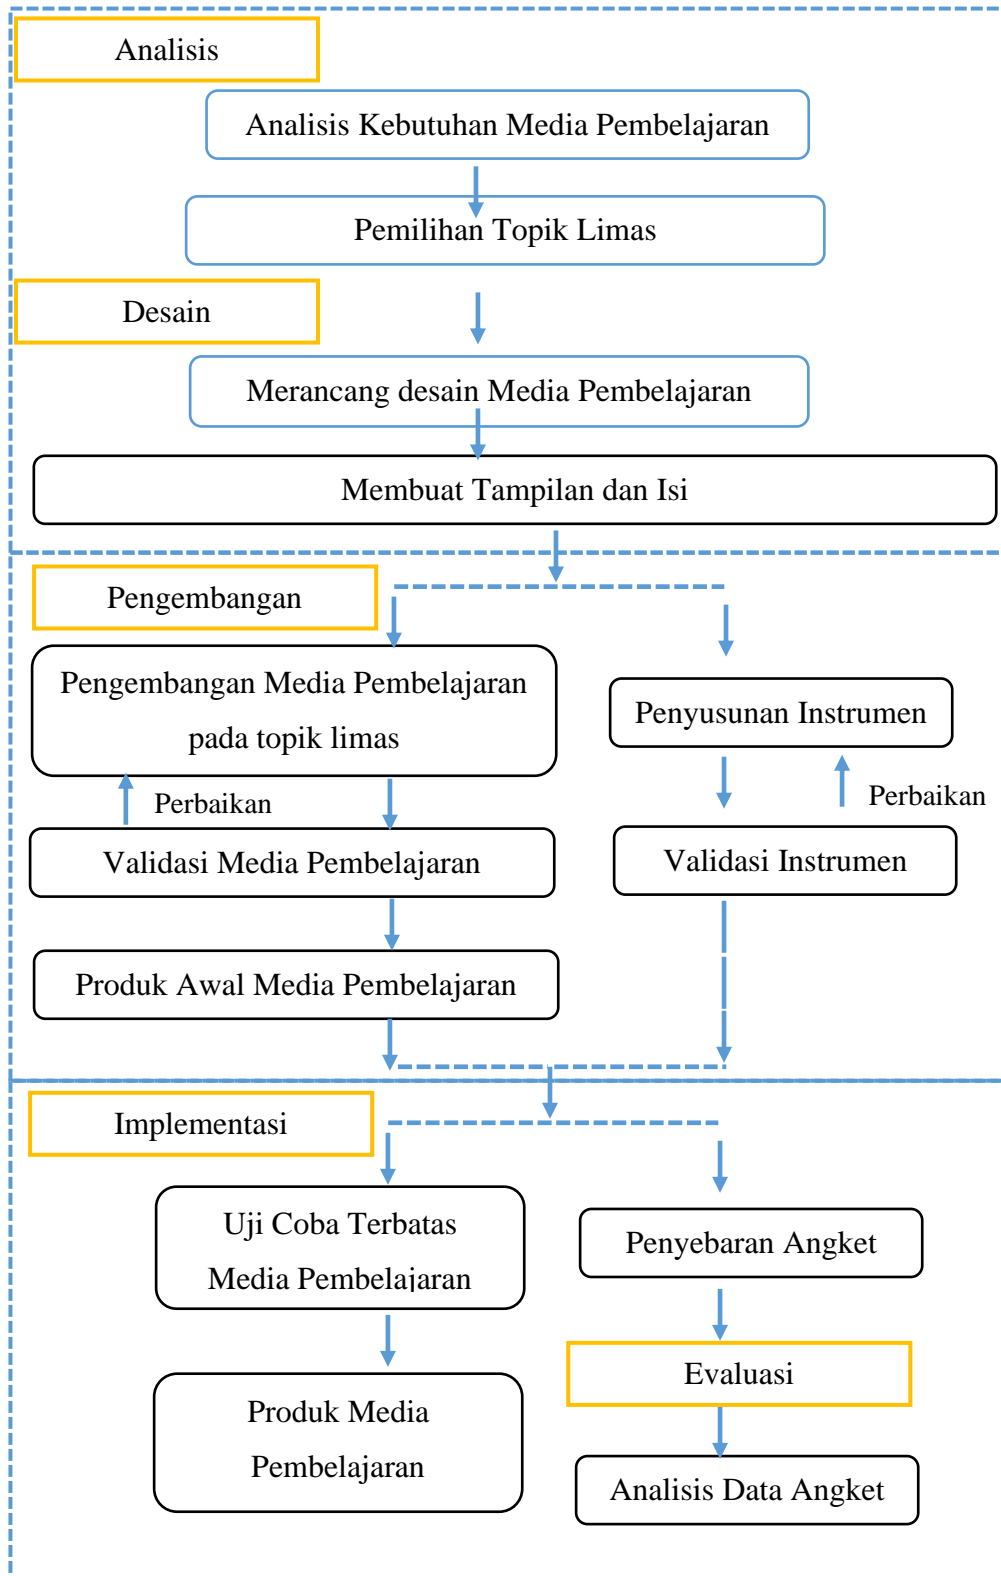 Analisis
Analisis Kebutuhan Media Pembelajaran
Pemilihan Topik Limas
Desain
Merancang desain Media Pembelajaran
Membuat Tampilan dan Isi
Pengembangan
Pengembangan Media Pembelajaran
pada topik limas
Penyusunan Instrumen
Perbaikan
Perbaikan
Validasi Media Pembelajaran
Validasi Instrumen
Produk Awal Media Pembelajaran
Implementasi
Uji Coba Terbatas
Media Pembelajaran
Penyebaran Angket
Evaluasi
Produk Media
Pembelajaran
Analisis Data Angket